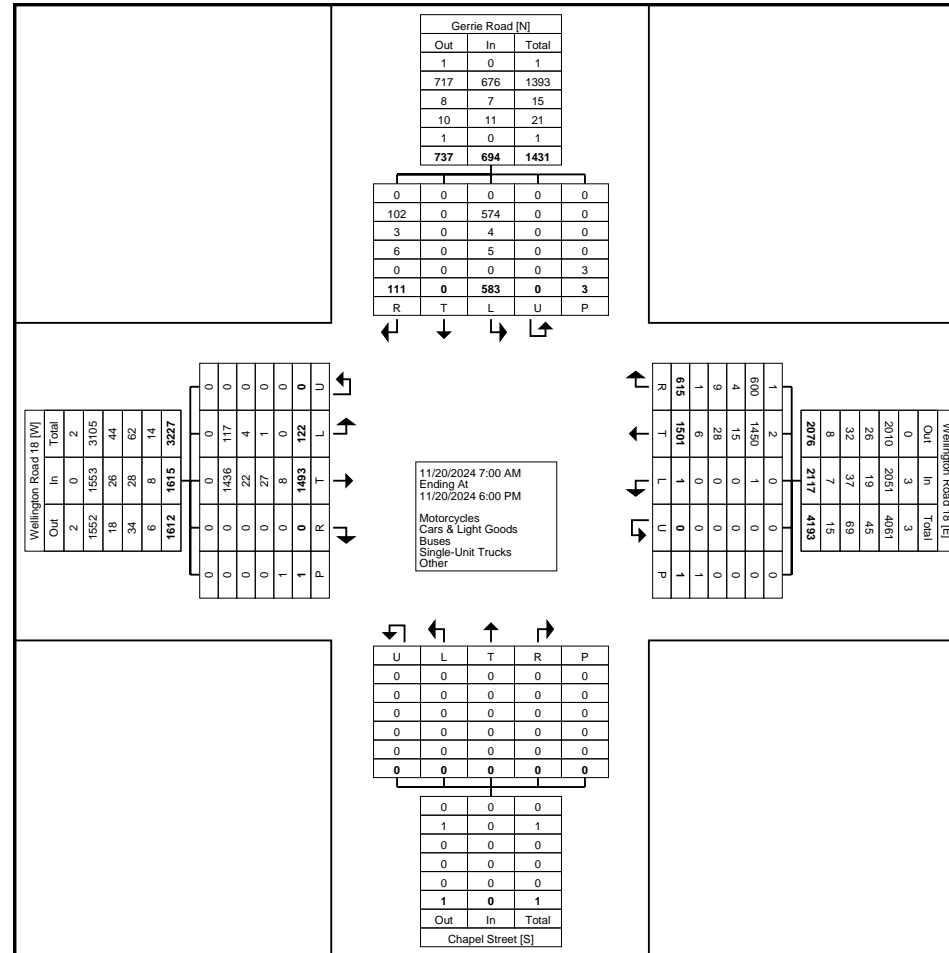 Gerrie Road [N]
Out In Total
1 0 1
717 676 1393
8 7 15
10 11 21
1 0 1
737 694 1431
0 0 0 0 0
102 0 574 0 0
3 0 4 0 0
6 0 5 0 0
0 0 0 0 3
111 0 583 0 3
R T L U P
Wellington Road 18 [W]
Total In Out
2 0 2
3105 1553 1552
44 26 18
62 28 34
14 8 6
3227 1615 1612
0 0 0 0 0
0 117 1436 0 0
0 4 22 0 0
0 1 27 0 0
0 0 8 0 1
0 122 1493 0 1
U L T R P
11/20/2024 7:00 AM
Ending At
11/20/2024 6:00 PM
Motorcycles
Cars & Light Goods
Buses
Single-Unit Trucks
Other
R T L U P
615 1501 1 0 1
1 6 0 0 1
9 28 0 0 0
4 15 0 0 0
600 1450 1 0 0
1 2 0 0 0
2076 2117 4193
8 7 15
32 37 69
26 19 45
2010 2051 4061
0 3 3
Out In Total
Wellington Road 18 [E]
U L T R P
0 0 0 0 0
0 0 0 0 0
0 0 0 0 0
0 0 0 0 0
0 0 0 0 0
0 0 0 0 0
0 0 0
1 0 1
0 0 0
0 0 0
0 0 0
1 0 1
Out In Total
Chapel Street [S]